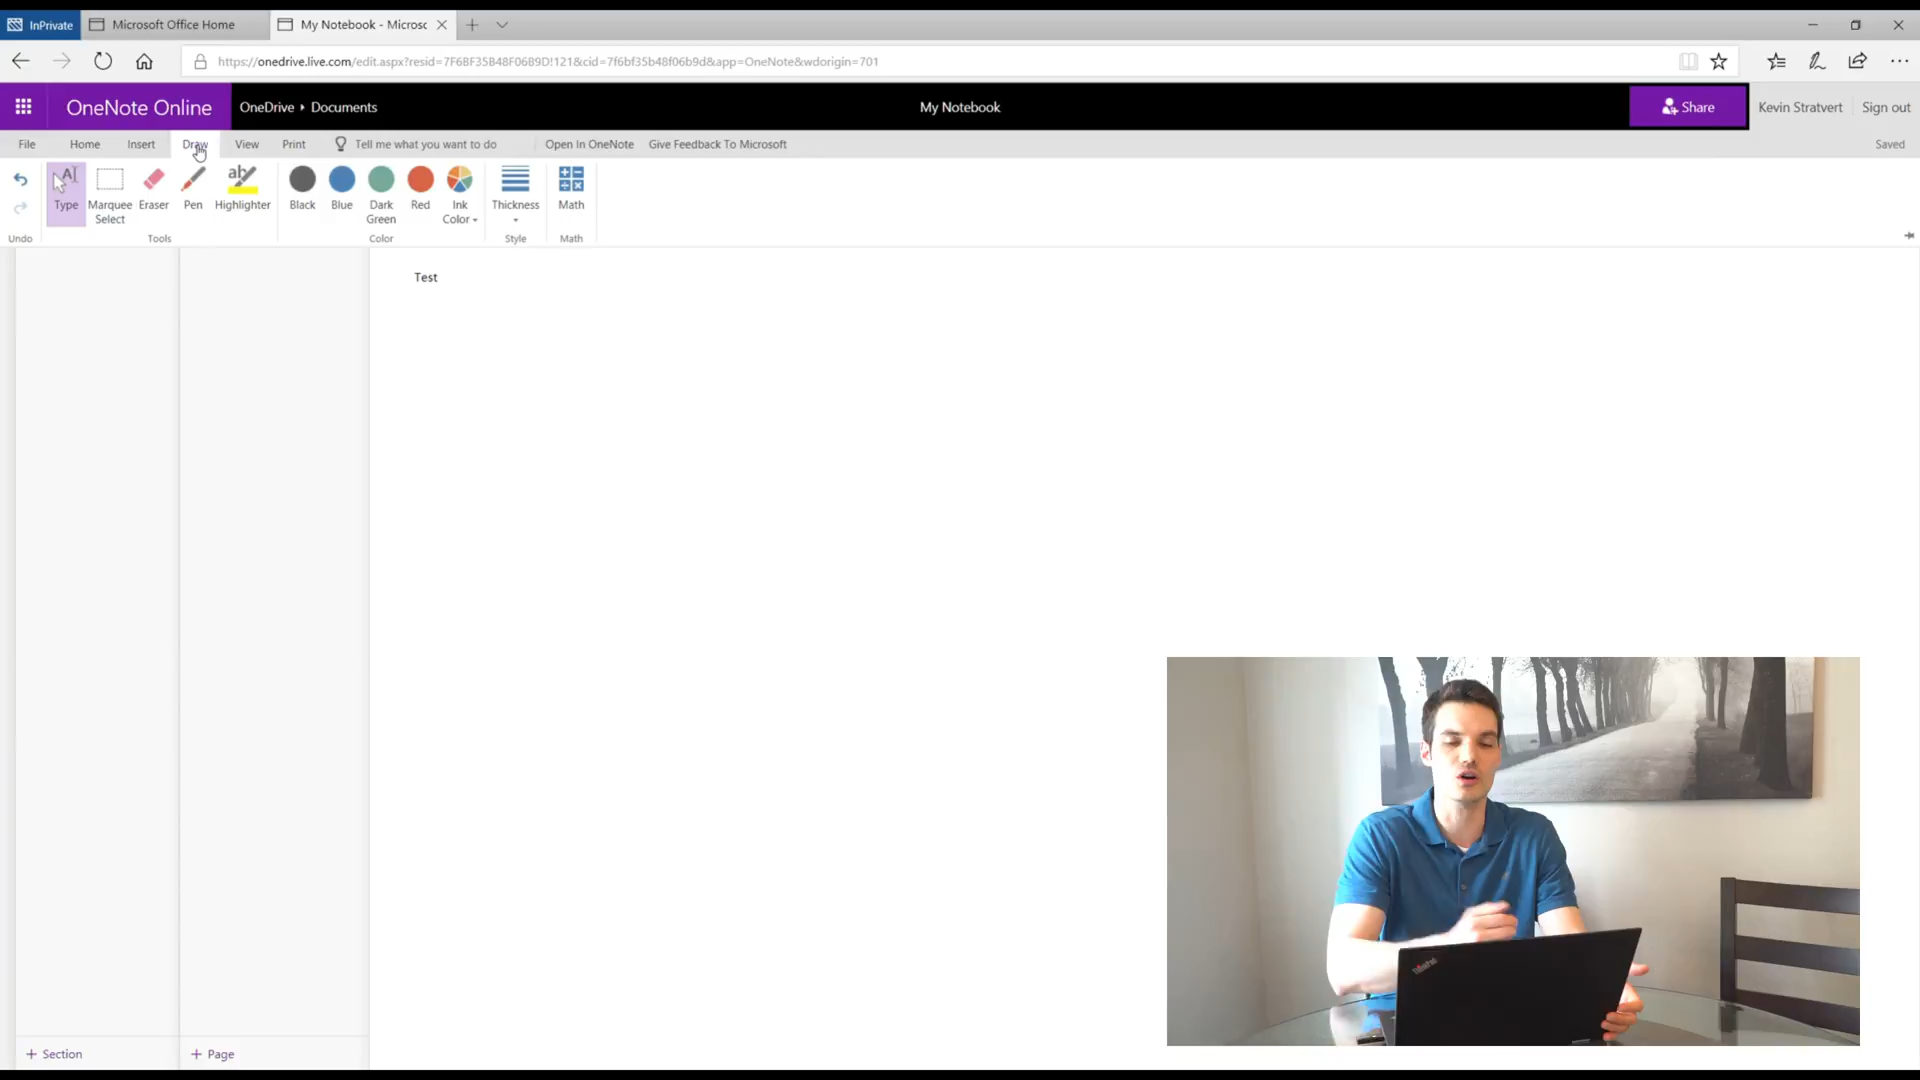 InPrivate
Microsoft Office Home
My Notebook - Microsc
https://onedrive.live.com/edit.aspx?resid=7F6BF35B48F06B9D!121&cid=7f6bf35b48f06b9d&app=OneNote&wdorigin=701
OneNote Online
OneDrive
Documents
My Notebook
Share
Kevin Stratvert
Sign out
File
Home
Insert
Draw
View
Print
Tell me what you want to do
Open In OneNote
Give Feedback To Microsoft
Saved
Type
Marquee
Select
Eraser
Pen
ab
Highlighter
Black
Blue
Dark
Green
Red
Ink
Color
Thickness
Math
Undo
Tools
Color
Style
Math
Test
ThinkPad
+ Section
+ Page